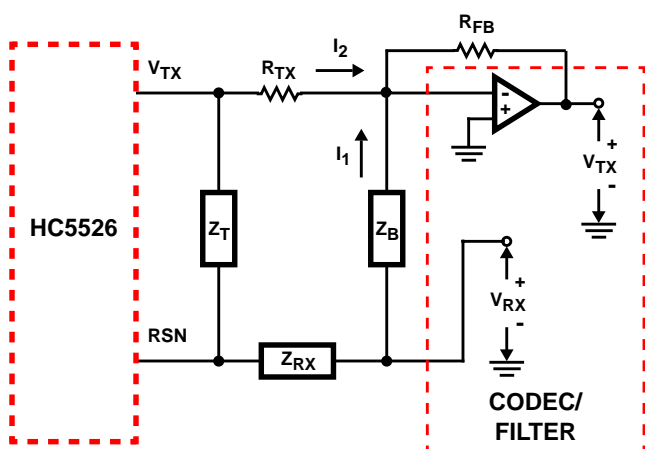 R_FB
I_2
V_TX
R_TX
-
+
I_1
+
V_TX
-
HC5526
Z_T
Z_B
+
V_RX
-
RSN
Z_RX
CODEC/
FILTER